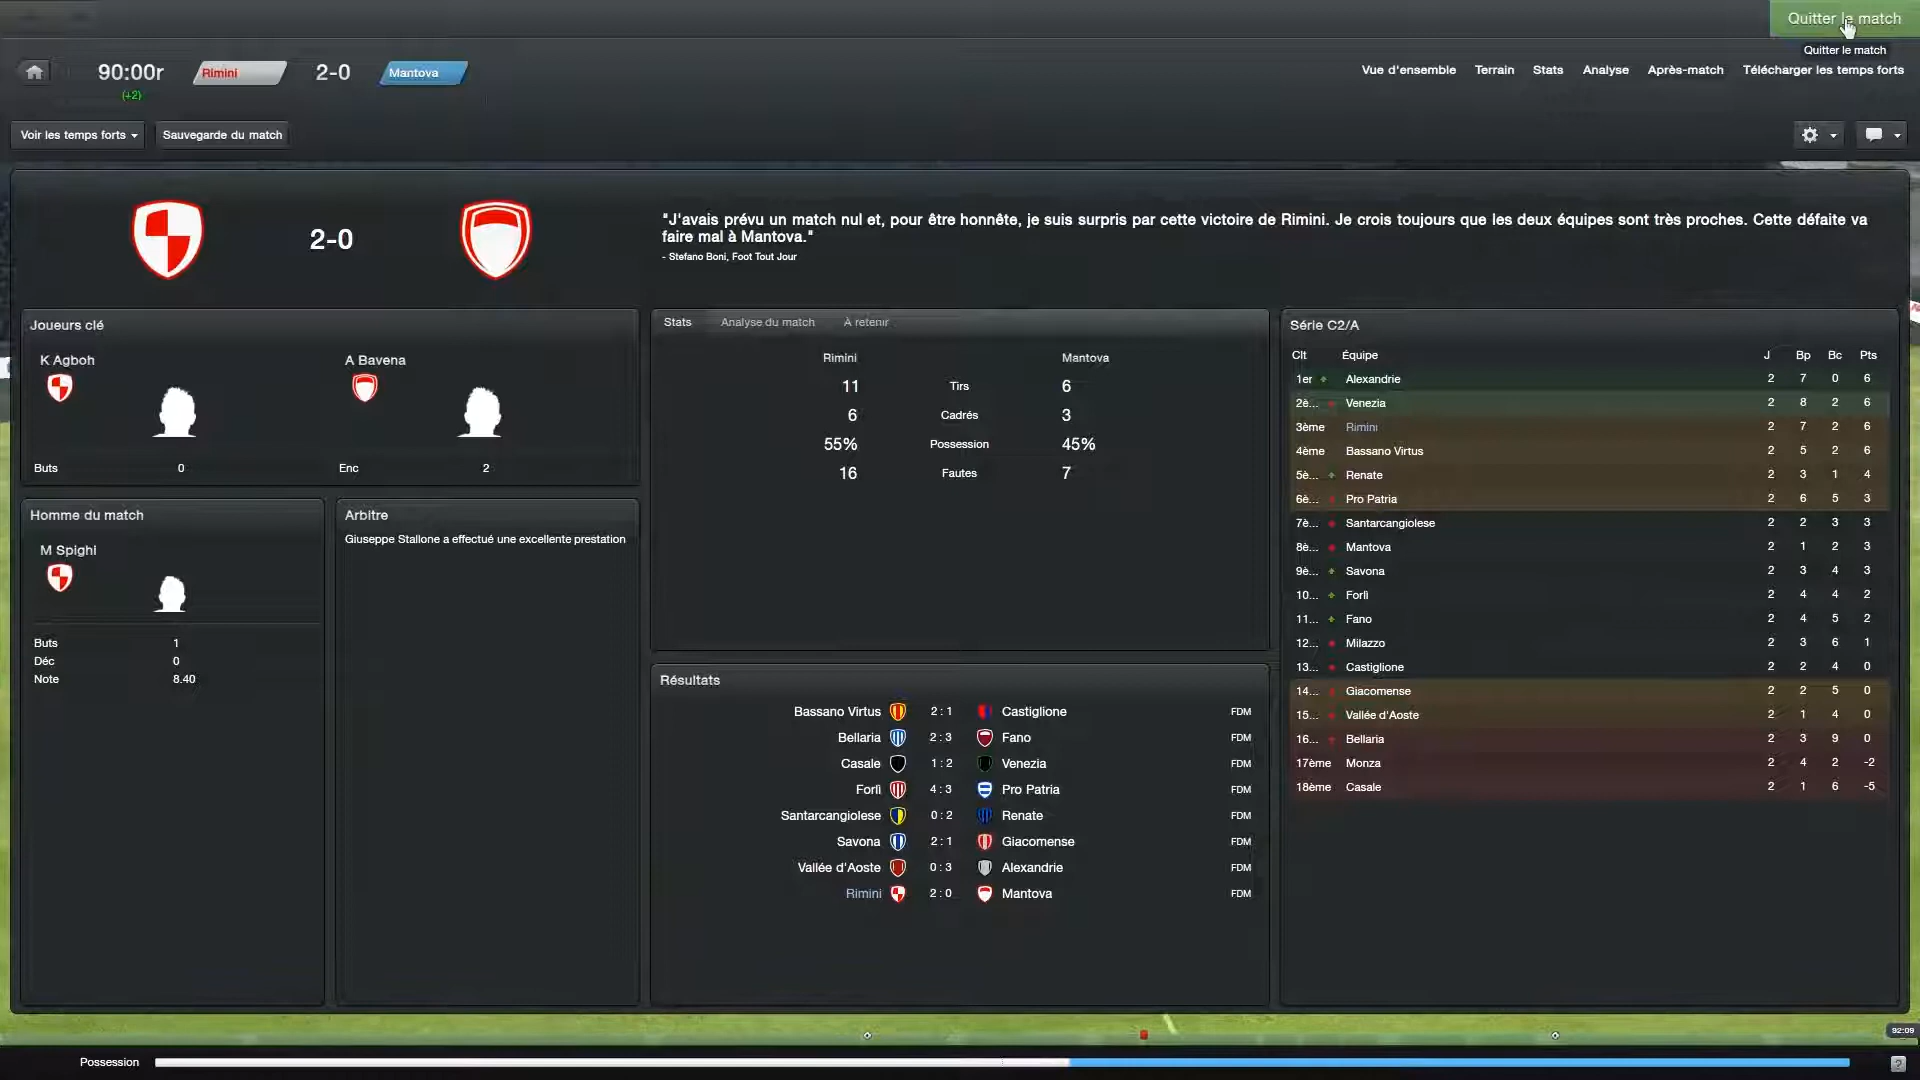 Quitter le match
Quitter le match
90:00r
(+2)
Rimini
2-0
Mantova
Vue d'ensemble
Terrain
Stats
Analyse
Après-match
Télécharger les temps forts
Voir les temps forts
Sauvegarde du match
2-0
"J'avais prévu un match nul et, pour être honnête, je suis surpris par cette victoire de Rimini. Je crois toujours que les deux équipes sont très proches. Cette défaite va
faire mal à Mantova."
- Stefano Boni, Foot Tout Jour
Joueurs clé
K Agboh
A Bavena
Buts 0
Enc 2
Homme du match
M Spighi
Buts 1
Déc 0
Note 8.40
Arbitre
Giuseppe Stallone a effectué une excellente prestation
Stats
Analyse du match
À retenir
Rimini Mantova
11 Tirs 6
6 Cadrés 3
55% Possession 45%
16 Fautes 7
Résultats
Bassano Virtus 2 : 1 Castiglione FDM
Bellaria 2 : 3 Fano FDM
Casale 1 : 2 Venezia FDM
Forlì 4 : 3 Pro Patria FDM
Santarcangiolese 0 : 2 Renate FDM
Savona 2 : 1 Giacomense FDM
Vallée d'Aoste 0 : 3 Alexandrie FDM
Rimini 2 : 0 Mantova FDM
Série C2/A
Clt Équipe J Bp Bc Pts
1er Alexandrie 2 7 0 6
2è... Venezia 2 8 2 6
3ème Rimini 2 7 2 6
4ème Bassano Virtus 2 5 2 6
5è... Renate 2 3 1 4
6è... Pro Patria 2 6 5 3
7è... Santarcangiolese 2 2 3 3
8è... Mantova 2 1 2 3
9è... Savona 2 3 4 3
10... Forlì 2 4 4 2
11... Fano 2 4 5 2
12... Milazzo 2 3 6 1
13... Castiglione 2 2 4 0
14... Giacomense 2 2 5 0
15... Vallée d'Aoste 2 1 4 0
16... Bellaria 2 3 9 0
17ème Monza 2 4 2 -2
18ème Casale 2 1 6 -5
92:09
Possession
?